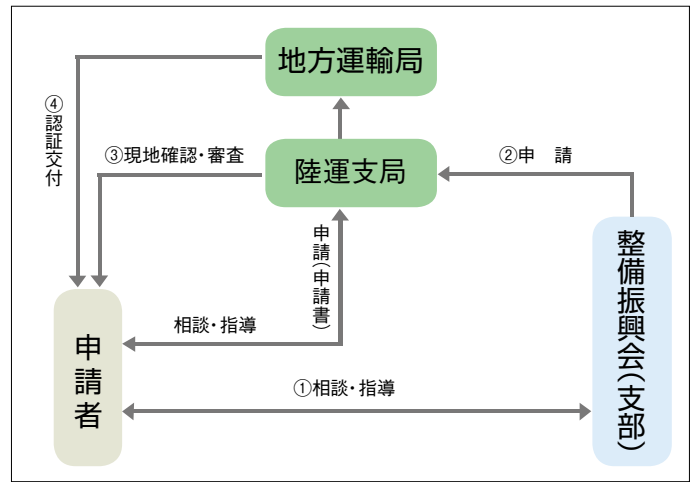 地方運輸局
④認証交付
③現地確認・審査
陸運支局
②申　請
申請(申請書)
整備振興会(支部)
相談・指導
申請者
①相談・指導